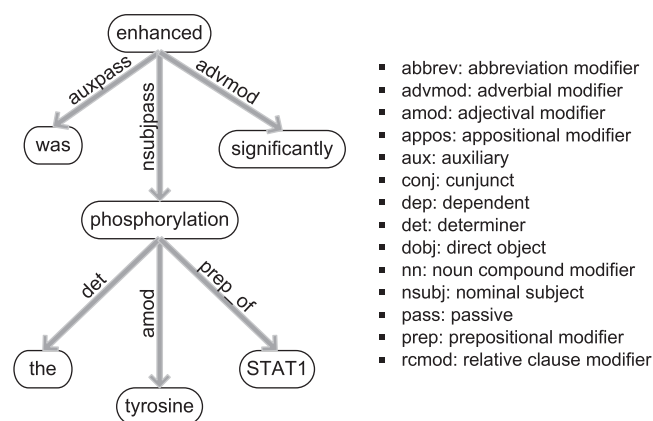 enhanced
auxpass
nsubjpass
advmod
was
significantly
phosphorylation
det
amod
prep_of
the
tyrosine
STAT1
▪ abbrev: abbreviation modifier
▪ advmod: adverbial modifier
▪ amod: adjectival modifier
▪ appos: appositional modifier
▪ aux: auxiliary
▪ conj: cunjunct
▪ dep: dependent
▪ det: determiner
▪ dobj: direct object
▪ nn: noun compound modifier
▪ nsubj: nominal subject
▪ pass: passive
▪ prep: prepositional modifier
▪ rcmod: relative clause modifier